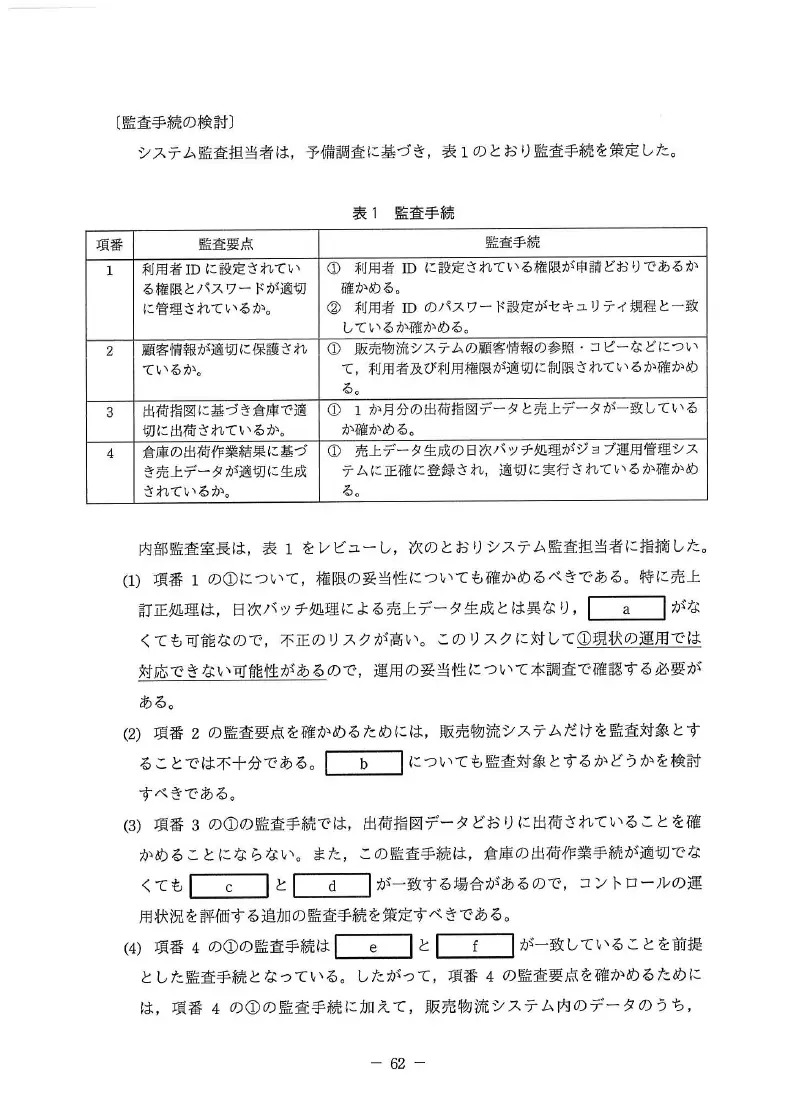 〔監査手続の検討〕
システム監査担当者は，予備調査に基づき，表1のとおり監査手続を策定した。
表1 監査手続
項番 監査要点 監査手続
1 利用者 ID に設定されてい ① 利用者 ID に設定されている権限が申請どおりであるか
る権限とパスワードが適切 確かめる。
に管理されているか。 ② 利用者 ID のパスワード設定がセキュリティ規程と一致
しているか確かめる。
2 顧客情報が適切に保護され ① 販売物流システムの顧客情報の参照・コピーなどについ
ているか。 て，利用者及び利用権限が適切に制限されているか確かめ
る。
3 出荷指図に基づき倉庫で適 ① 1 か月分の出荷指図データと売上データが一致している
切に出荷されているか。 か確かめる。
4 倉庫の出荷作業結果に基づ ① 売上データ生成の日次バッチ処理がジョブ運用管理シス
き売上データが適切に生成 テムに正確に登録され，適切に実行されているか確かめ
されているか。 る。
内部監査室長は，表 1 をレビューし，次のとおりシステム監査担当者に指摘した。
(1) 項番 1 の①について，権限の妥当性についても確かめるべきである。特に売上
訂正処理は，日次バッチ処理による売上データ生成とは異なり， a がな
くても可能なので，不正のリスクが高い。このリスクに対して①現状の運用では
対応できない可能性があるので，運用の妥当性について本調査で確認する必要が
ある。
(2) 項番 2 の監査要点を確かめるためには，販売物流システムだけを監査対象とす
ることでは不十分である。 b についても監査対象とするかどうかを検討
すべきである。
(3) 項番 3 の①の監査手続では，出荷指図データどおりに出荷されていることを確
かめることにならない。また，この監査手続は，倉庫の出荷作業手続が適切でな
くても c と d が一致する場合があるので，コントロールの運
用状況を評価する追加の監査手続を策定すべきである。
(4) 項番 4 の①の監査手続は e と f が一致していることを前提
とした監査手続となっている。したがって，項番 4 の監査要点を確かめるために
は，項番 4 の①の監査手続に加えて，販売物流システム内のデータのうち，
－ 62 －